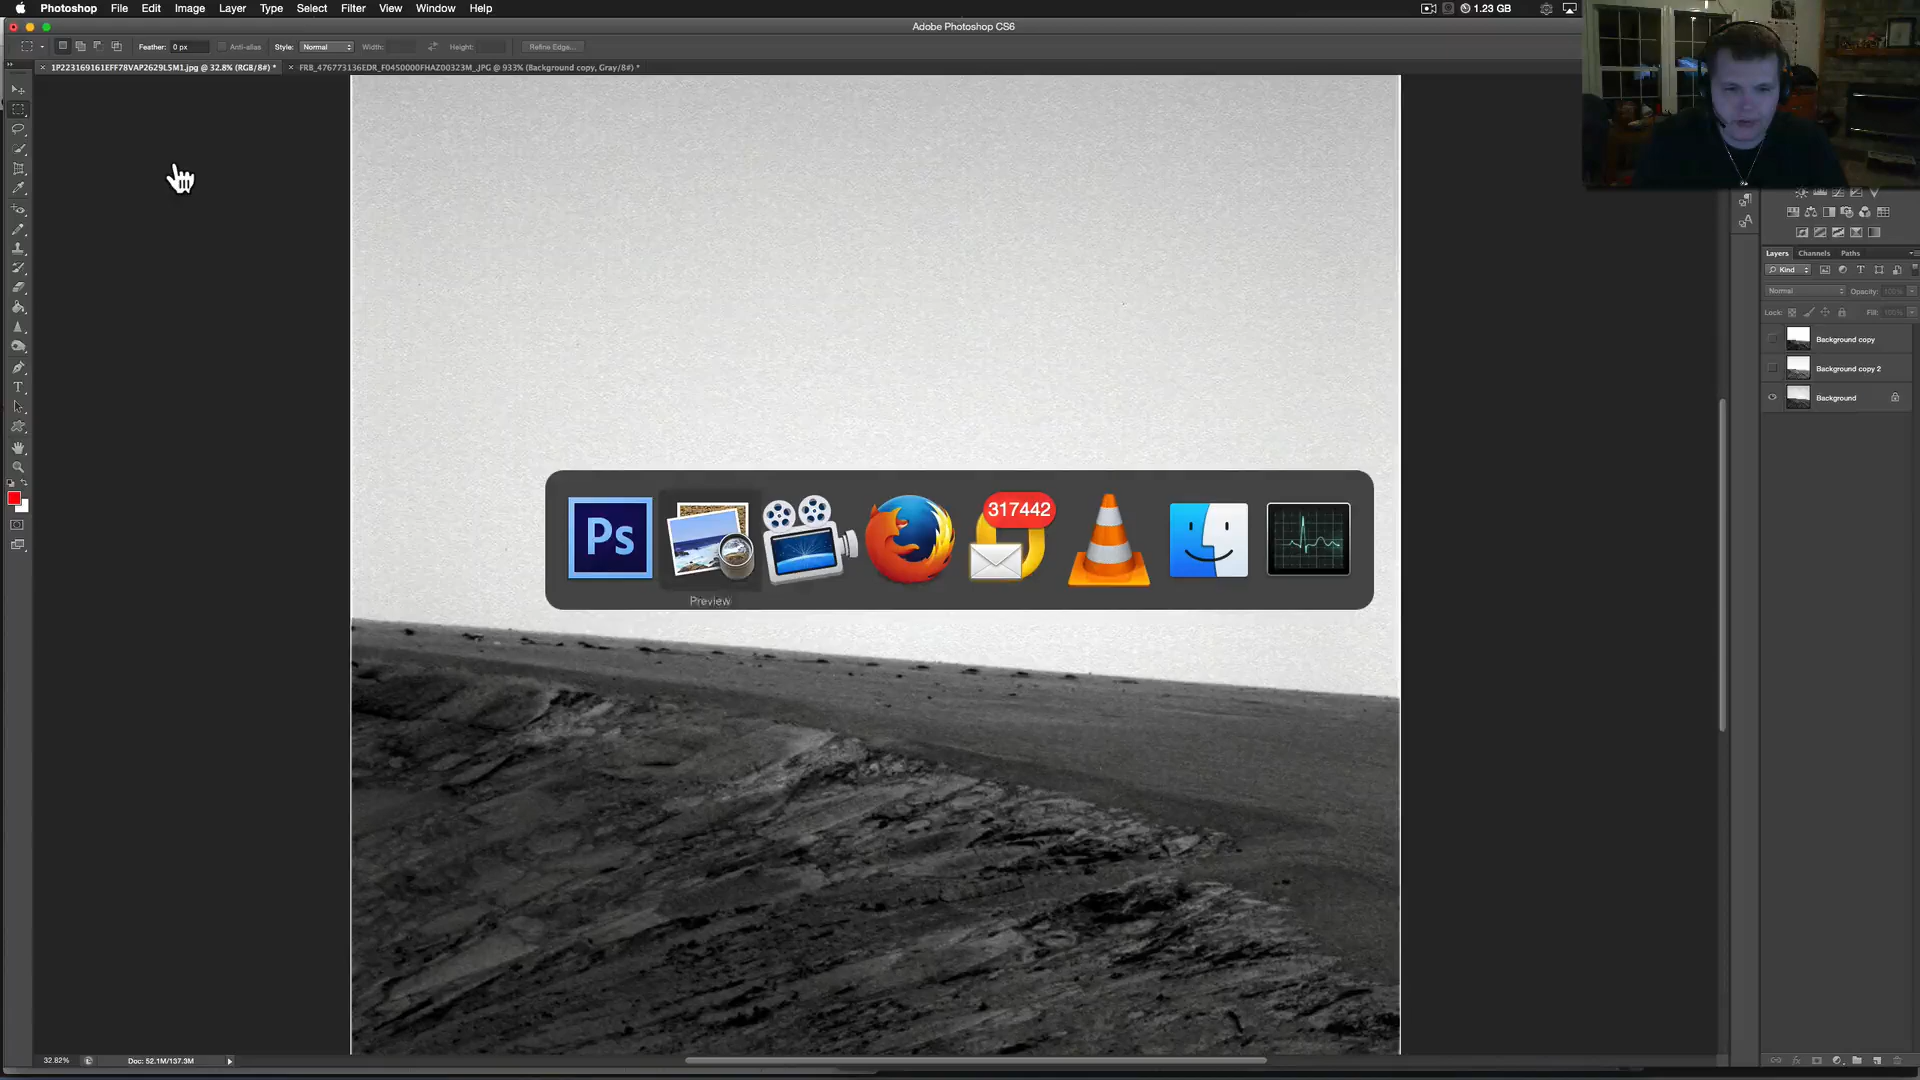 Photoshop File Edit Image Layer Type Select Filter View Window Help 1.23 GB
Adobe Photoshop CS6
Feather: 0 px Anti-alias Style: Normal Width: Height: Refine Edge...
1P223169161EFF78VAP2629L5M1.jpg @ 32.8% (RGB/8#) * FRB_476773136EDR_F0450000FHAZ00323M_.JPG @ 933% (Background copy, Gray/8#) *
Layers Channels Paths
Kind
Normal Opacity: 100%
Lock: Fill: 100%
Background copy
Background copy 2
Background
Ps
317442
Preview
T
32.82% Doc: 52.1M/137.3M